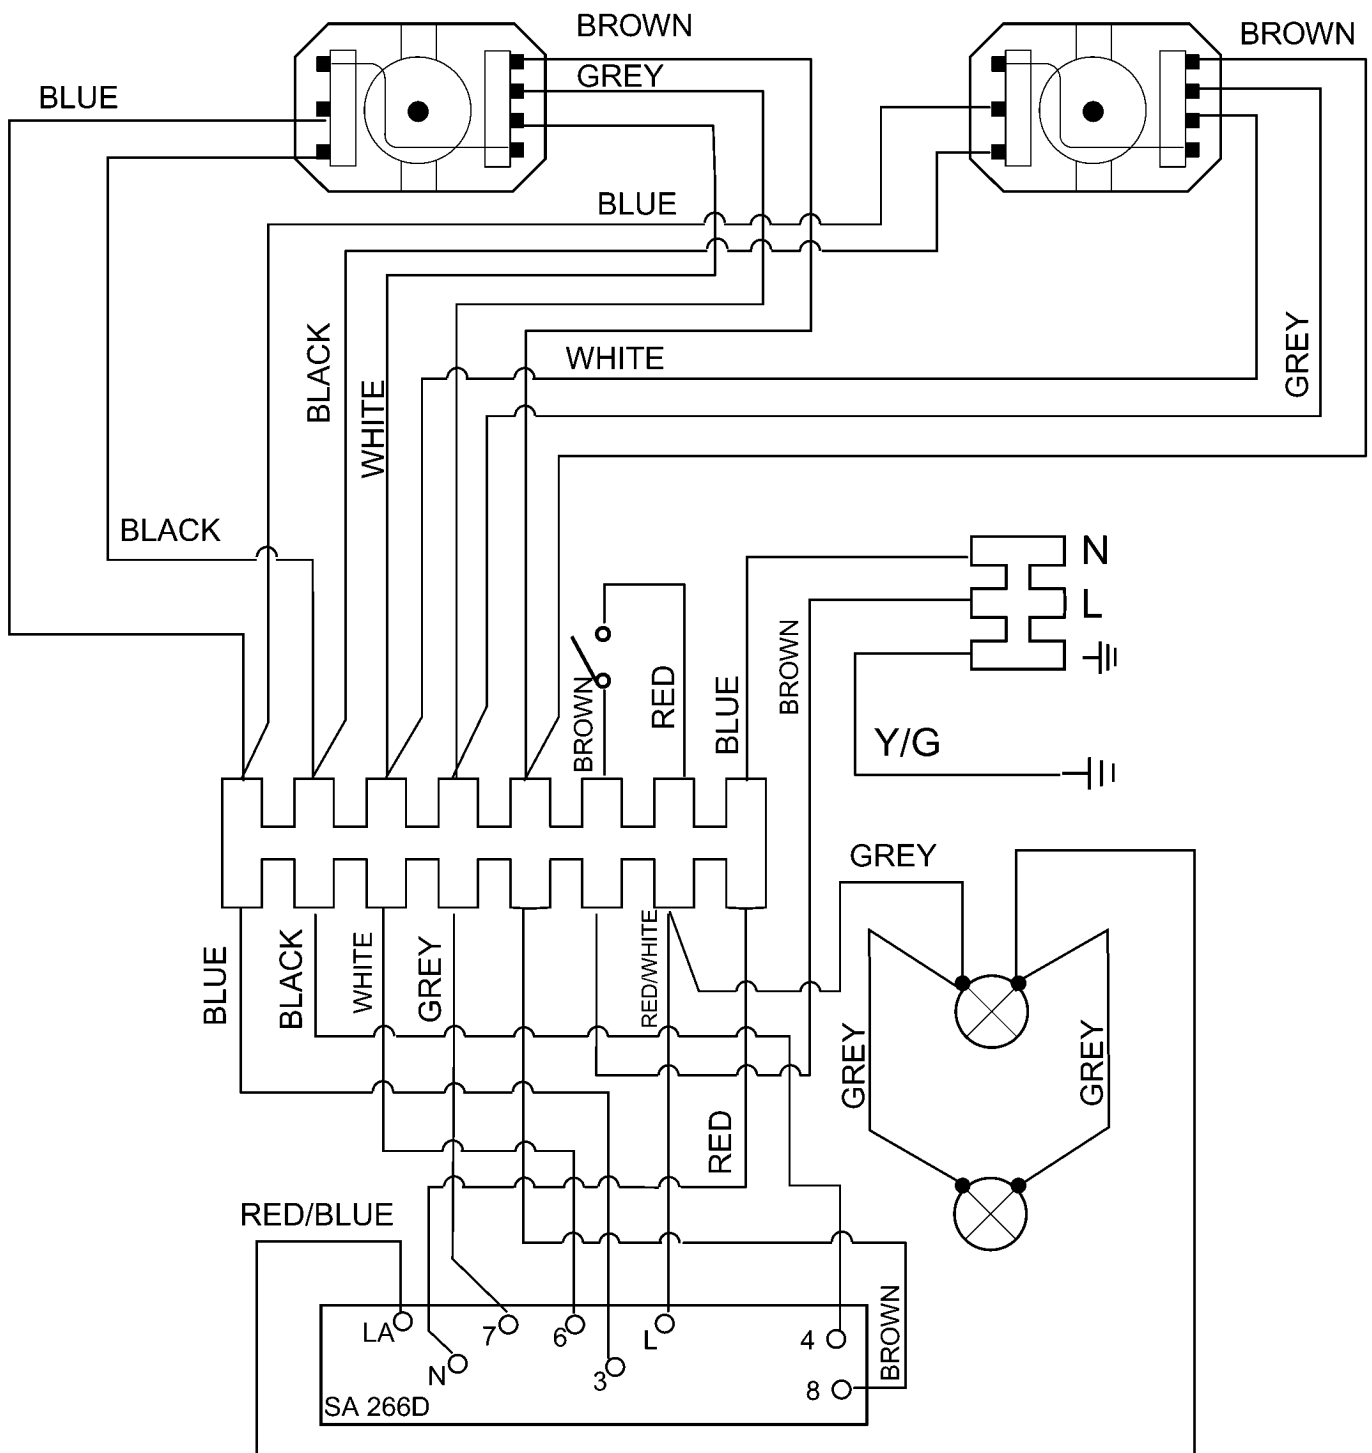 BROWN
BROWN
GREY
BLUE
BLUE
BLACK
WHITE
WHITE
GREY
BLACK
N
L
BROWN
RED
BLUE
BROWN
Y/G
GREY
BLUE
BLACK
WHITE
GREY
RED/WHITE
GREY
GREY
RED
RED/BLUE
BROWN
LA
7
6
L
4
N
3
8
SA 266D